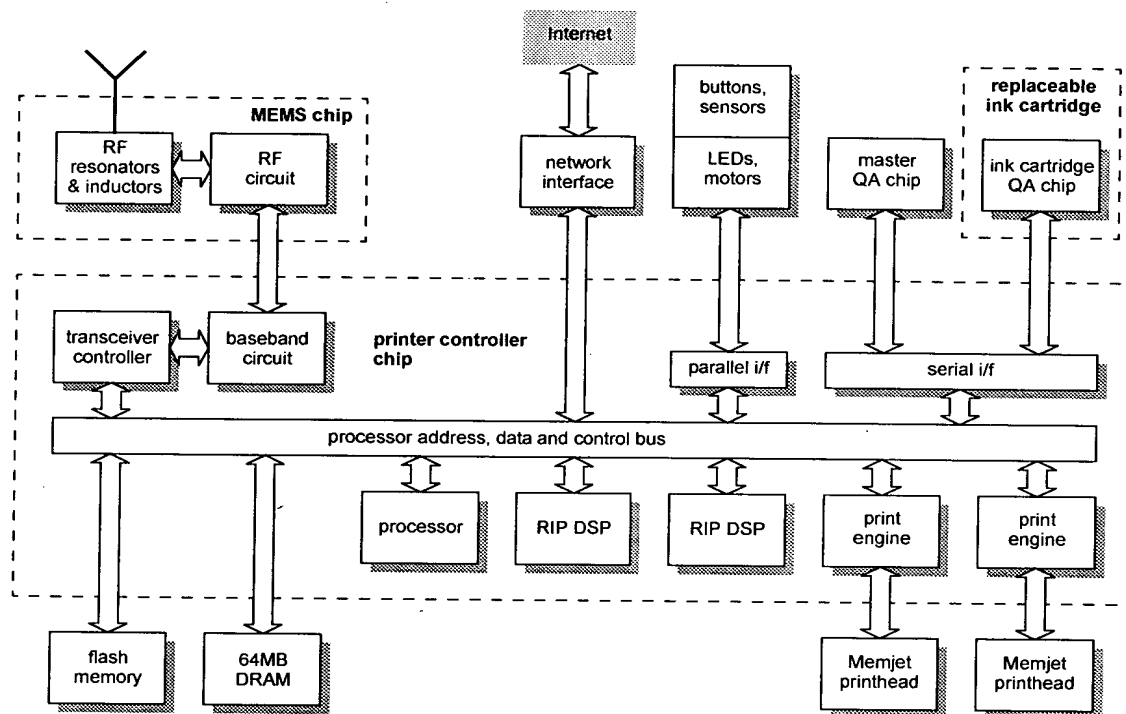 Internet
buttons,
sensors
replaceable
ink cartridge
MEMS chip
RF
resonators
& inductors
RF
circuit
network
interface
LEDs,
motors
master
QA chip
ink cartridge
QA chip
transceiver
controller
baseband
circuit
printer controller
chip
parallel i/f
serial i/f
processor address, data and control bus
processor
RIP DSP
RIP DSP
print
engine
print
engine
flash
memory
64MB
DRAM
Memjet
printhead
Memjet
printhead